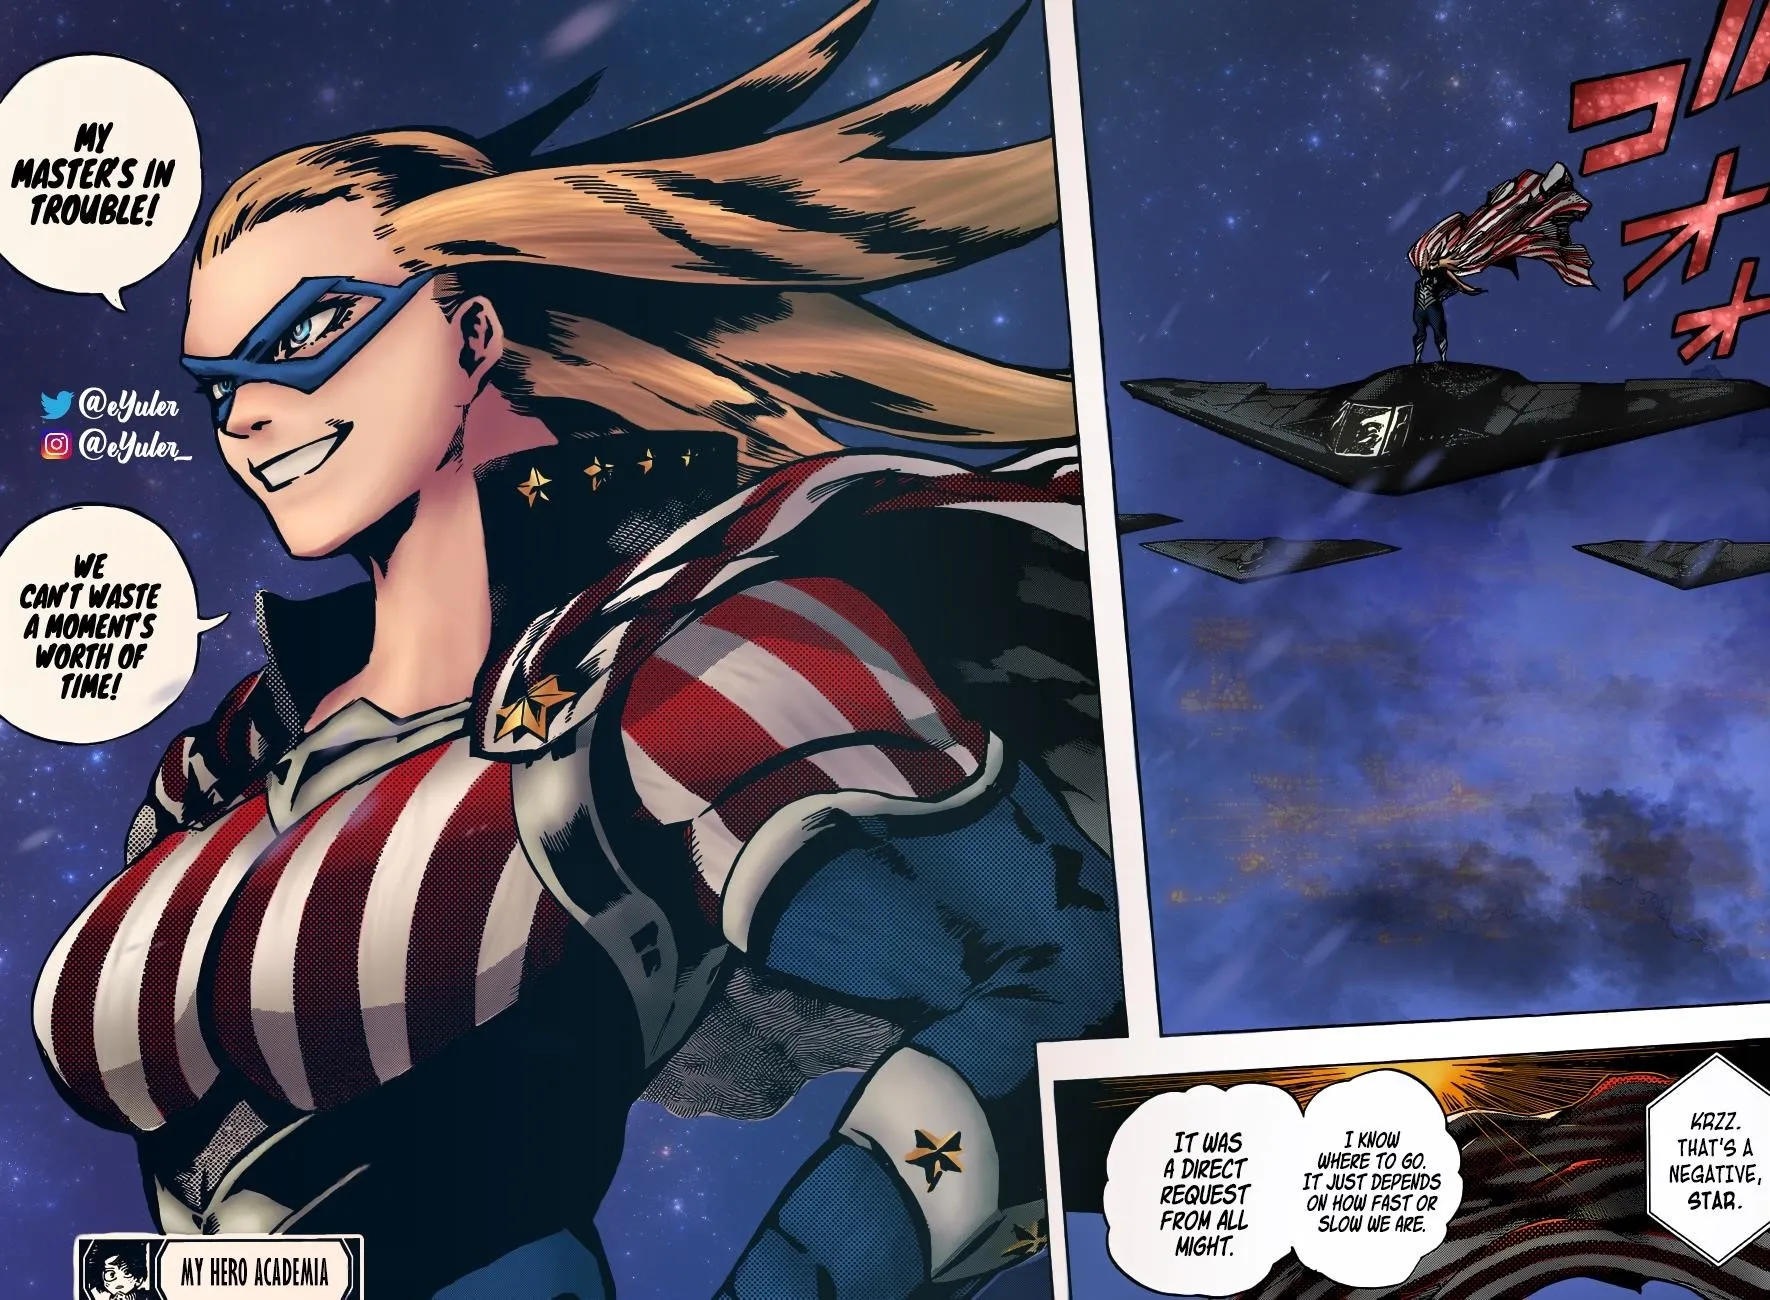 ゴ
オ
オ
KRZZ.
THAT'S A
NEGATIVE,
STAR.
I KNOW
WHERE TO GO.
IT JUST DEPENDS
ON HOW FAST OR
SLOW WE ARE.
IT WAS
A DIRECT
REQUEST
FROM ALL
MIGHT.
MY
MASTER'S IN
TROUBLE!
@eYuler
@eYuler_
WE
CAN'T WASTE
A MOMENT'S
WORTH OF
TIME!
MY HERO ACADEMIA